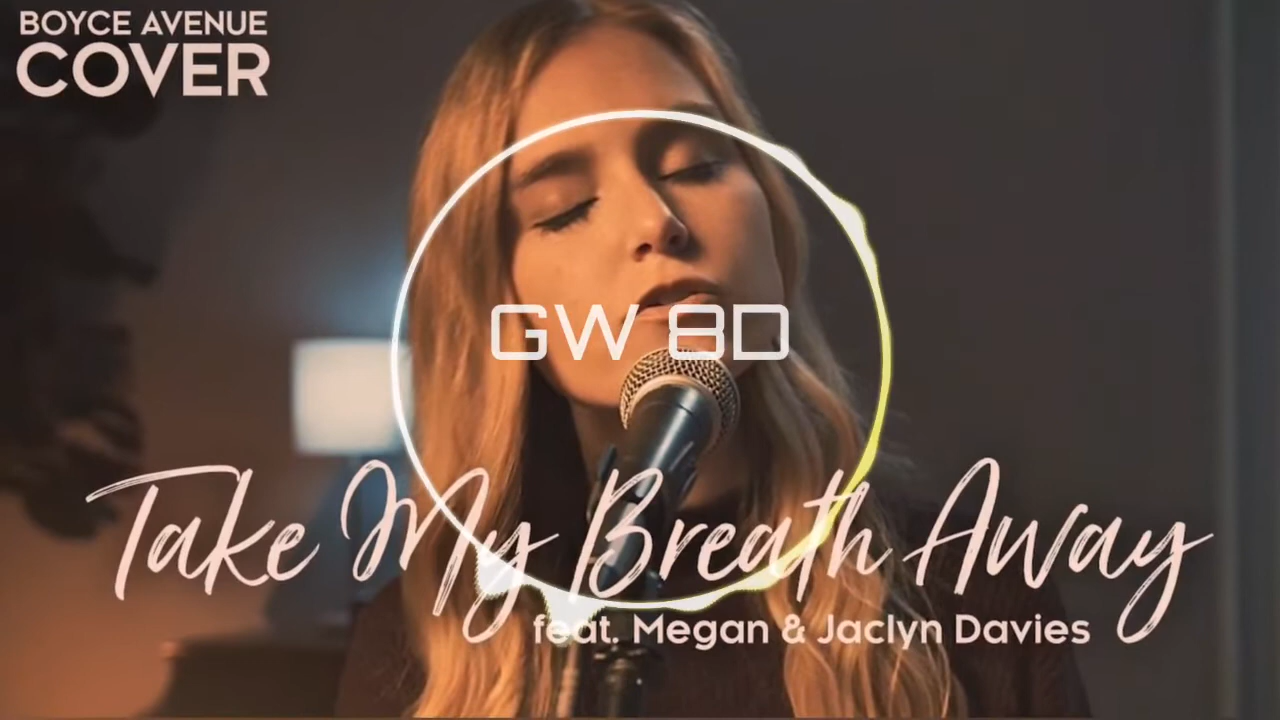 BOYCE AVENUE
COVER
GW 8D
Take My Breath Away
feat. Megan & Jaclyn Davies